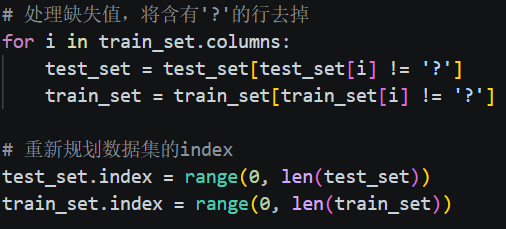 # 处理缺失值，将含有'?'的行去掉
for i in train_set.columns:
    test_set = test_set[test_set[i] != '?']
    train_set = train_set[train_set[i] != '?']
# 重新规划数据集的index
test_set.index = range(0, len(test_set))
train_set.index = range(0, len(train_set))